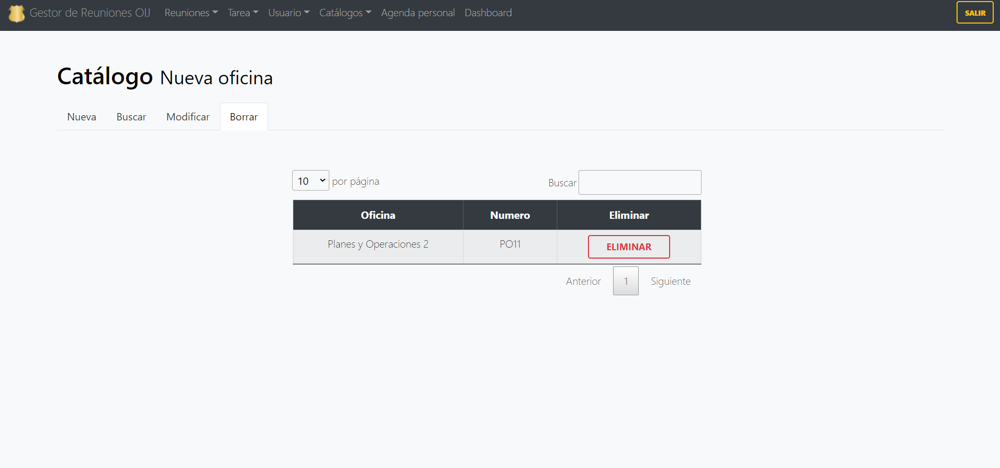 Gestor de Reuniones OIJ Reuniones Tarea Usuario Catálogos Agenda personal Dashboard SALIR
Catálogo Nueva oficina
Nueva Buscar Modificar Borrar
10 por página Buscar
Oficina Numero Eliminar
Planes y Operaciones 2 PO11 ELIMINAR
Anterior 1 Siguiente